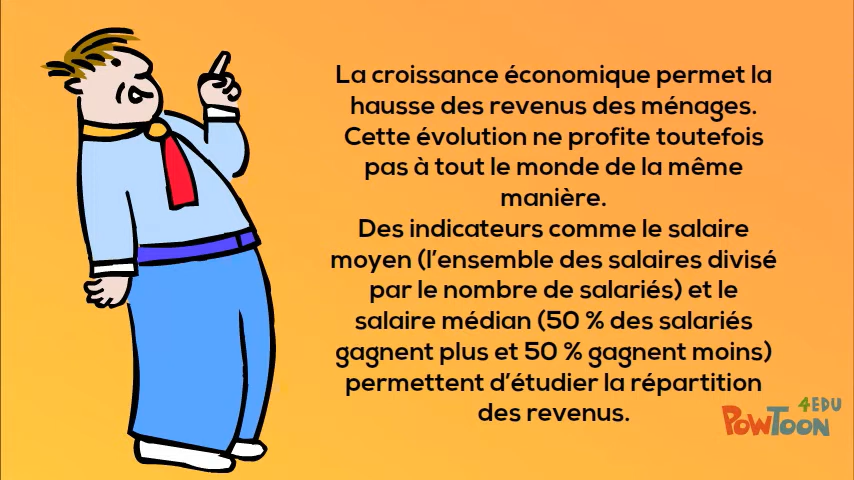 La croissance économique permet la
hausse des revenus des ménages.
Cette évolution ne profite toutefois
pas à tout le monde de la même
manière.
Des indicateurs comme le salaire
moyen (l'ensemble des salaires divisé
par le nombre de salariés) et le
salaire médian (50 % des salariés
gagnent plus et 50 % gagnent moins)
permettent d'étudier la répartition
des revenus.
4EDU
POWTOON